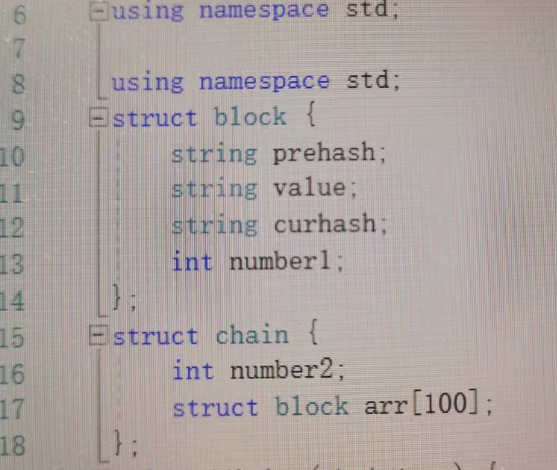 6 using namespace std;
7
8 using namespace std;
9 struct block {
10 string prehash;
11 string value;
12 string curhash;
13 int number1;
14 };
15 struct chain {
16 int number2;
17 struct block arr[100];
18 };